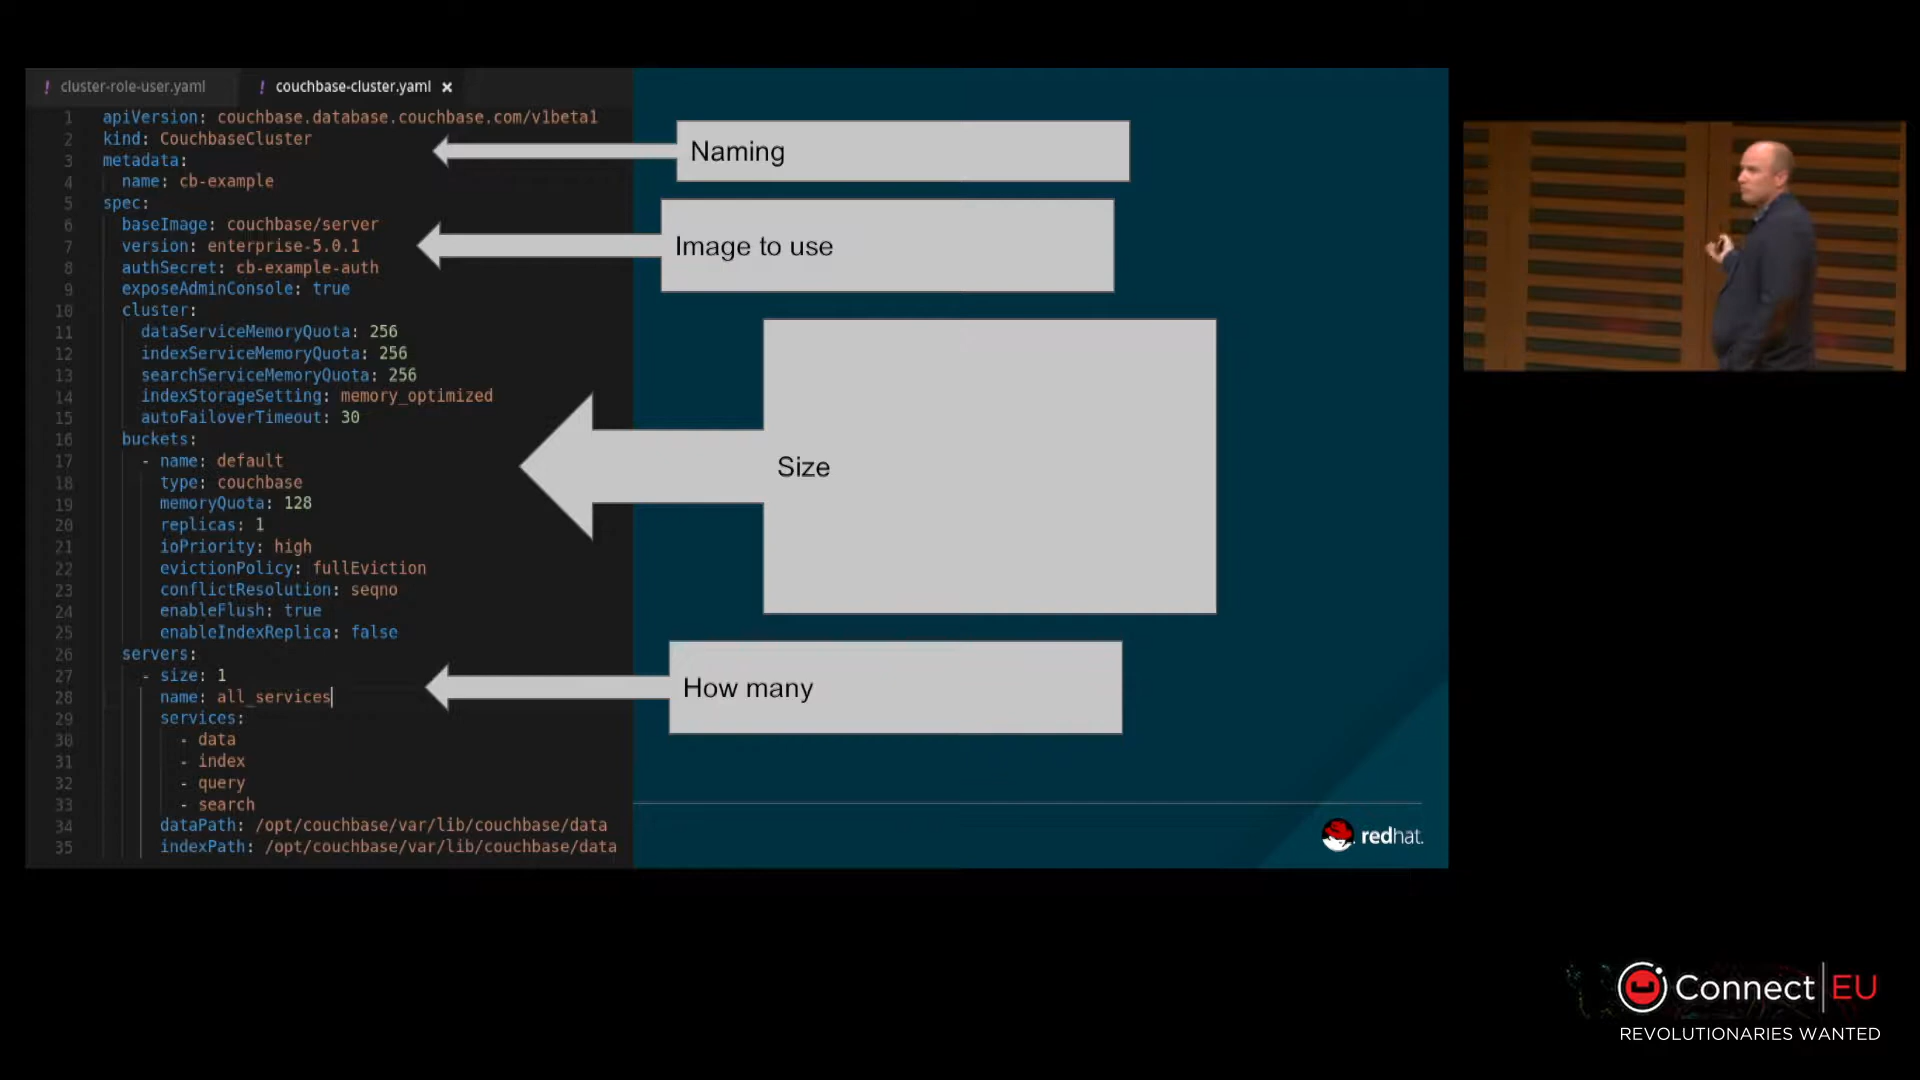 cluster-role-user.yaml
couchbase-cluster.yaml
1 apiVersion: couchbase.database.couchbase.com/v1beta1
2 kind: CouchbaseCluster
3 metadata:
4 name: cb-example
5 spec:
6 baseImage: couchbase/server
7 version: enterprise-5.0.1
8 authSecret: cb-example-auth
9 exposeAdminConsole: true
10 cluster:
11 dataServiceMemoryQuota: 256
12 indexServiceMemoryQuota: 256
13 searchServiceMemoryQuota: 256
14 indexStorageSetting: memory_optimized
15 autoFailoverTimeout: 30
16 buckets:
17 - name: default
18 type: couchbase
19 memoryQuota: 128
20 replicas: 1
21 ioPriority: high
22 evictionPolicy: fullEviction
23 conflictResolution: seqno
24 enableFlush: true
25 enableIndexReplica: false
26 servers:
27 - size: 1
28 name: all_services
29 services:
30 - data
31 - index
32 - query
33 - search
34 dataPath: /opt/couchbase/var/lib/couchbase/data
35 indexPath: /opt/couchbase/var/lib/couchbase/data
Naming
Image to use
Size
How many
redhat.
Connect|EU
REVOLUTIONARIES WANTED